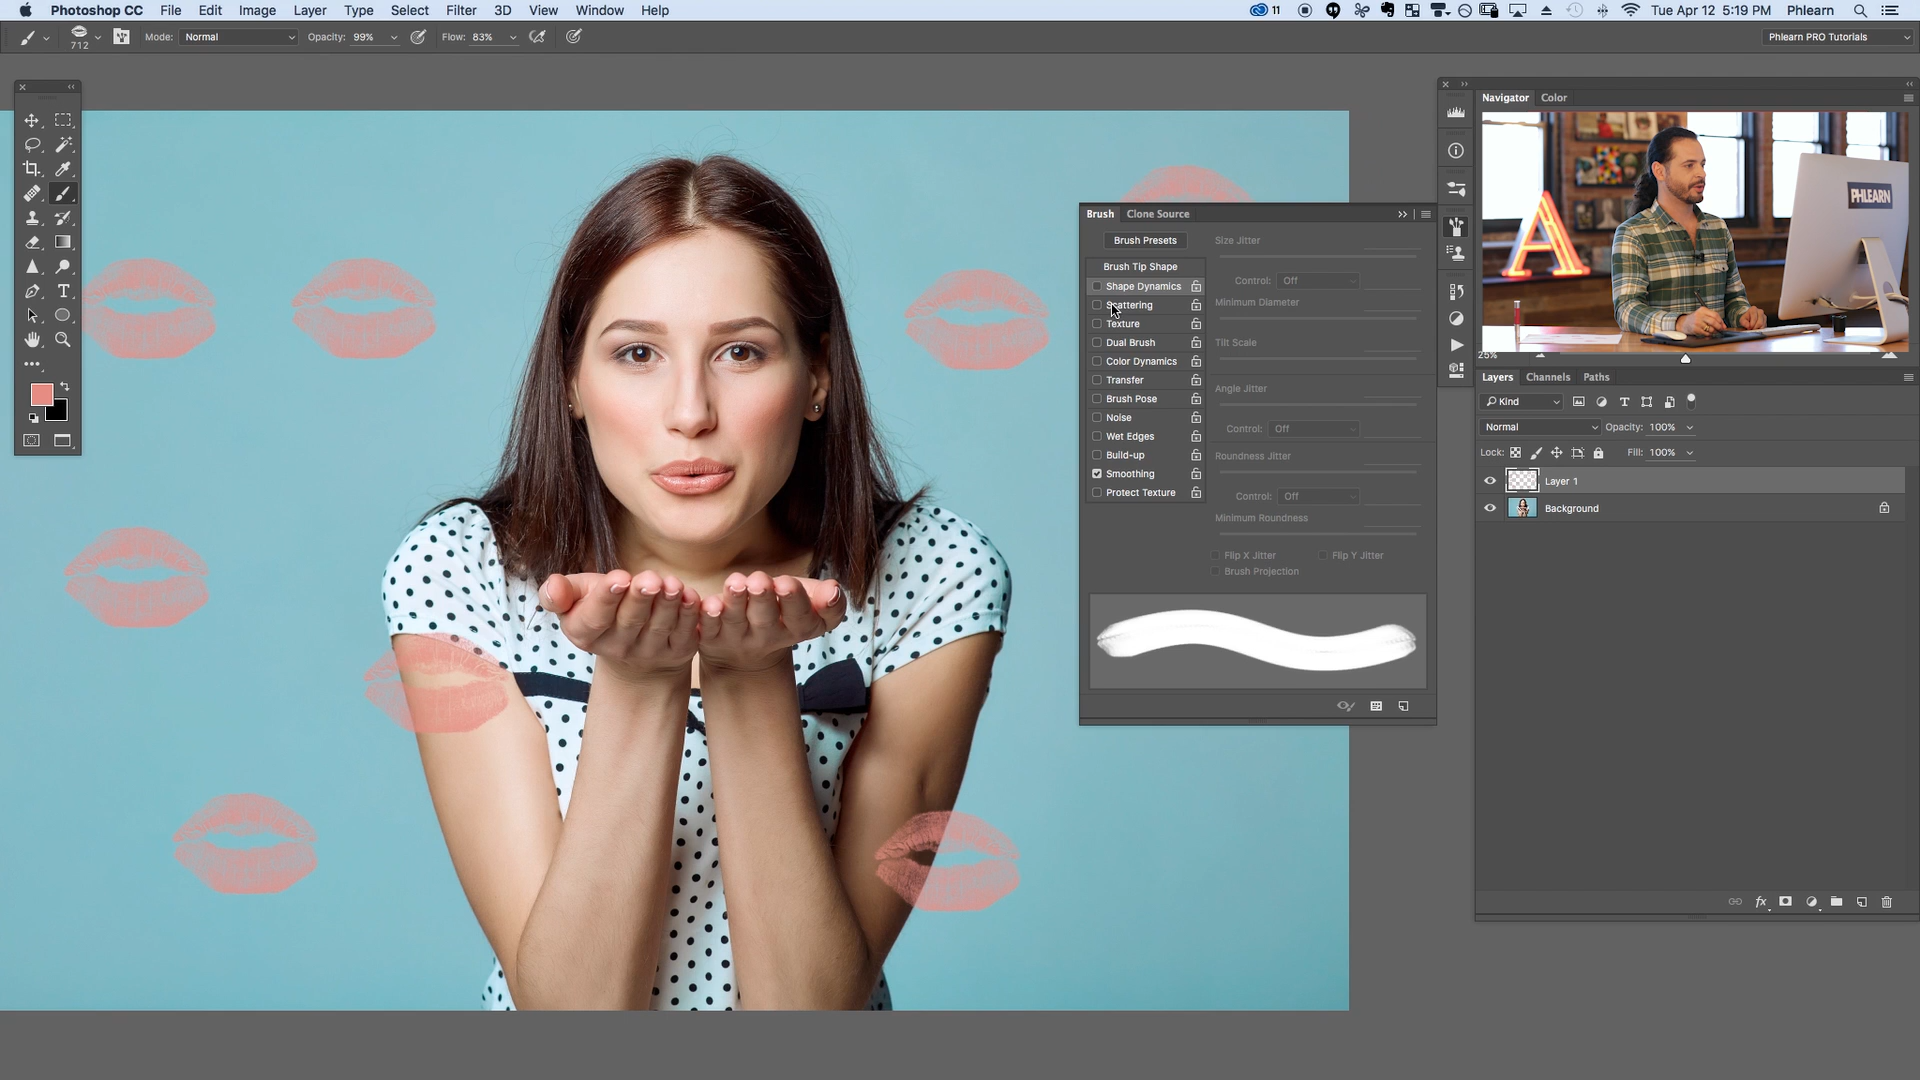 Photoshop CC File Edit Image Layer Type Select Filter 3D View Window Help 11 Tue Apr 12 5:19 PM Phlearn
712 Mode: Normal Opacity: 99% Flow: 83% Phlearn PRO Tutorials
Navigator Color
PHLEARN
A
25%
Brush Clone Source
Brush Presets
Brush Tip Shape
Shape Dynamics
Scattering
Texture
Dual Brush
Color Dynamics
Transfer
Brush Pose
Noise
Wet Edges
Build-up
Smoothing
Protect Texture
Size Jitter
Control: Off
Minimum Diameter
Tilt Scale
Angle Jitter
Control: Off
Roundness Jitter
Control: Off
Minimum Roundness
Flip X Jitter Flip Y Jitter
Brush Projection
Layers Channels Paths
Kind
Normal Opacity: 100%
Lock: Fill: 100%
Layer 1
Background
fx